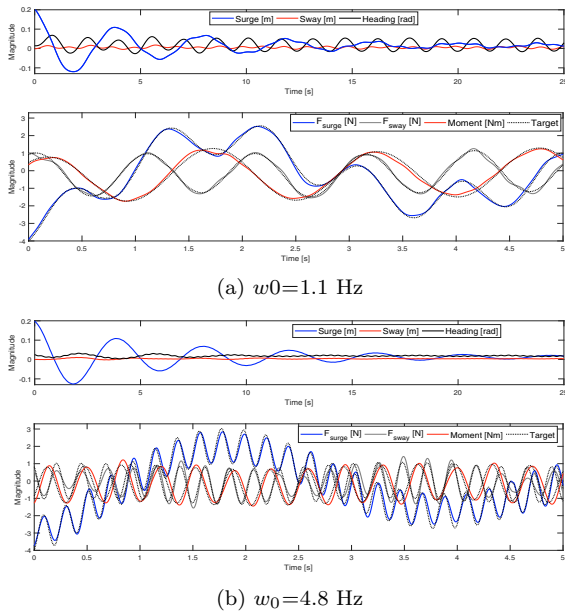 0.2
0.1
0
-0.1
Magnitude
Surge [m] Sway [m] Heading [rad]
0 5 10 15 20 25
Time [s]
3
2
1
0
-1
-2
-3
-4
Magnitude
F_surge [N] F_sway [N] Moment [Nm] Target
0 0.5 1 1.5 2 2.5 3 3.5 4 4.5 5
Time [s]
(a) w0=1.1 Hz
0.2
0.1
0
-0.1
Magnitude
Surge [m] Sway [m] Heading [rad]
0 5 10 15 20 25
Time [s]
3
2
1
0
-1
-2
-3
-4
Magnitude
F_surge [N] F_sway [N] Moment [Nm] Target
0 0.5 1 1.5 2 2.5 3 3.5 4 4.5 5
Time [s]
(b) w₀=4.8 Hz